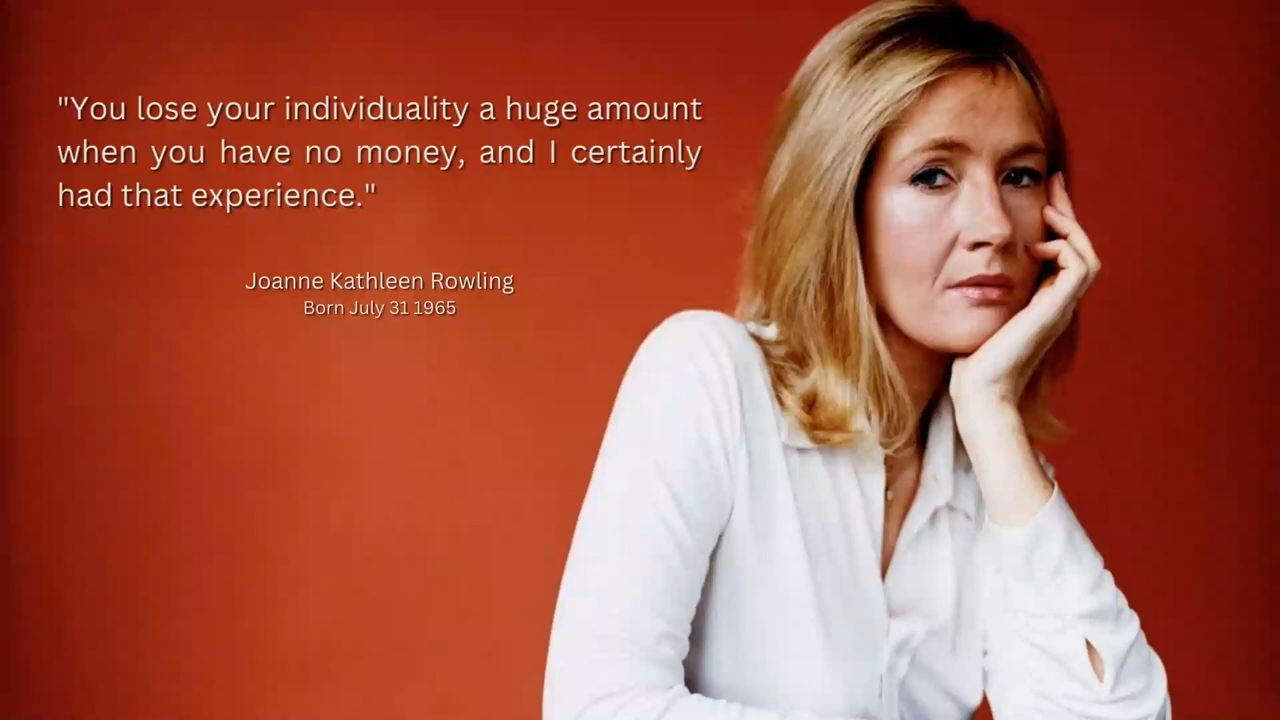 "You lose your individuality a huge amount
when you have no money, and I certainly
had that experience."
Joanne Kathleen Rowling
Born July 31 1965